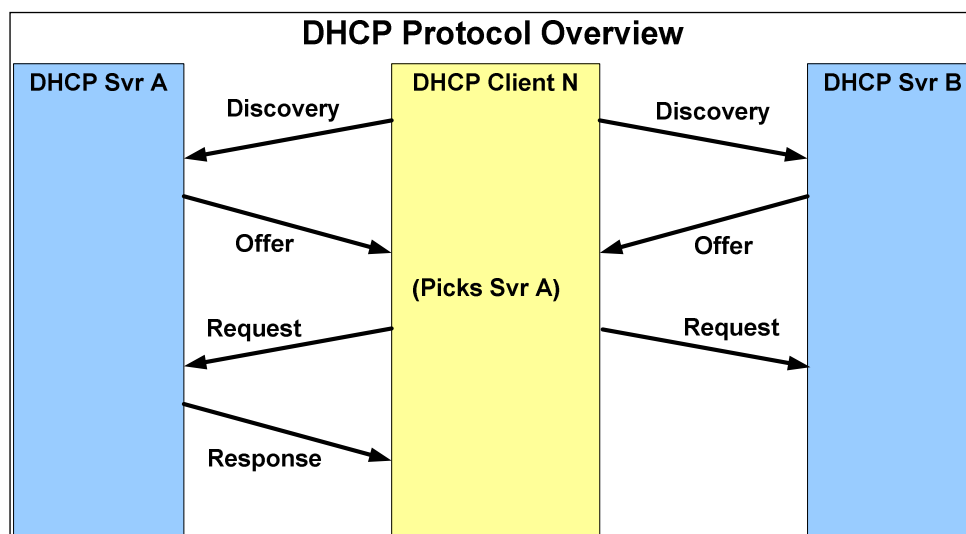 DHCP Protocol Overview
DHCP Svr A
DHCP Client N
DHCP Svr B
Discovery
Discovery
Offer
Offer
(Picks Svr A)
Request
Request
Response